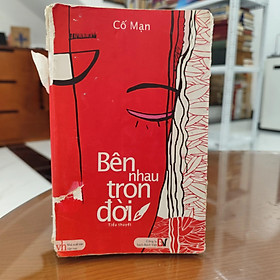 Cố Mạn
Bên
nhau
trọn
đời
Tiểu thuyết